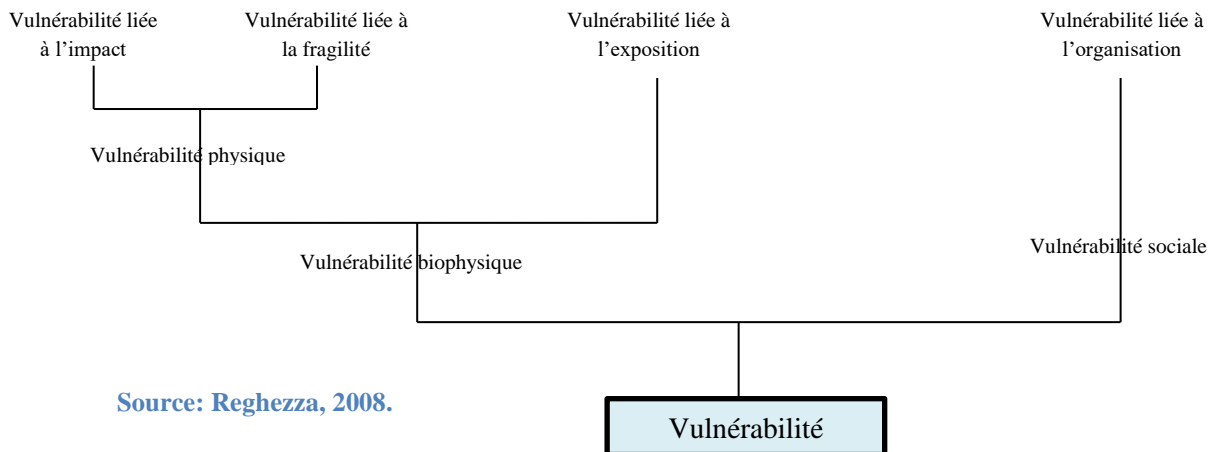 Vulnérabilité liée
à l’impact
Vulnérabilité liée à
la fragilité
Vulnérabilité liée à
l’exposition
Vulnérabilité liée à
l’organisation
Vulnérabilité physique
Vulnérabilité sociale
Vulnérabilité biophysique
Source: Reghezza, 2008.
Vulnérabilité